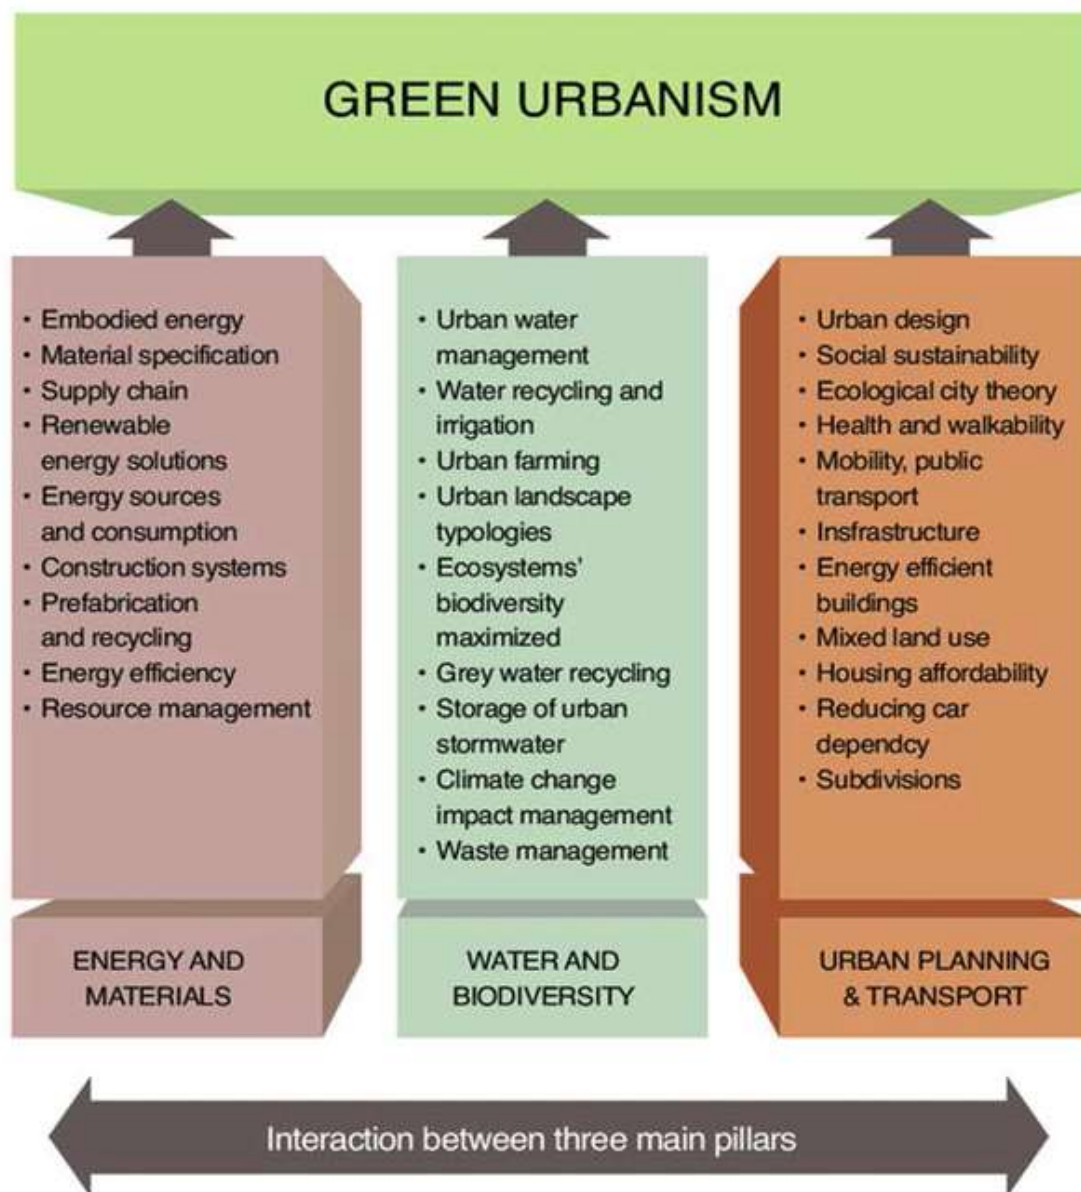 GREEN URBANISM
• Embodied energy
• Material specification
• Supply chain
• Renewable
energy solutions
• Energy sources
and consumption
• Construction systems
• Prefabrication
and recycling
• Energy efficiency
• Resource management
ENERGY AND
MATERIALS
• Urban water
management
• Water recycling and
irrigation
• Urban farming
• Urban landscape
typologies
• Ecosystems’
biodiversity
maximized
• Grey water recycling
• Storage of urban
stormwater
• Climate change
impact management
• Waste management
WATER AND
BIODIVERSITY
• Urban design
• Social sustainability
• Ecological city theory
• Health and walkability
• Mobility, public
transport
• Insfrastructure
• Energy efficient
buildings
• Mixed land use
• Housing affordability
• Reducing car
dependcy
• Subdivisions
URBAN PLANNING
& TRANSPORT
Interaction between three main pillars